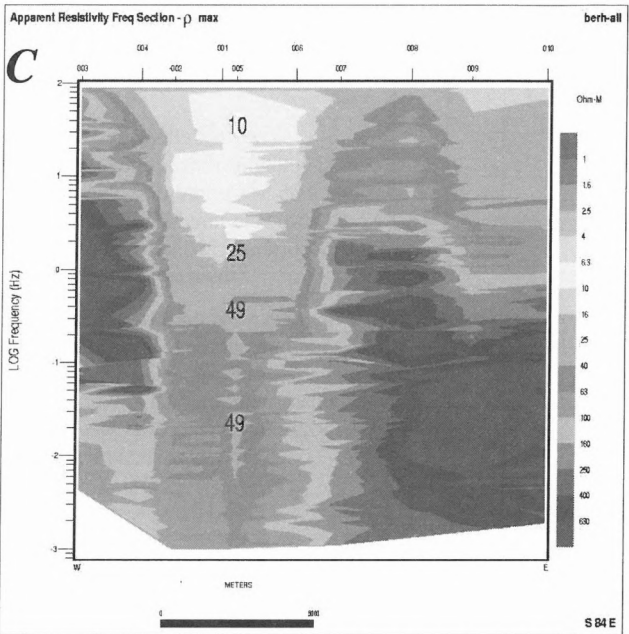 Apparent Resistivity Freq Section - ρ max
berh-all
C
003 004 -002 001 005 006 007 008 009 010
Ohm-M
2
1
0
-1
-2
-3
LOG Frequency (Hz)
10
25
49
49
1
1.6
2.5
4
6.3
10
16
25
40
63
100
160
250
400
630
W
E
METERS
0
5000
S 84 E